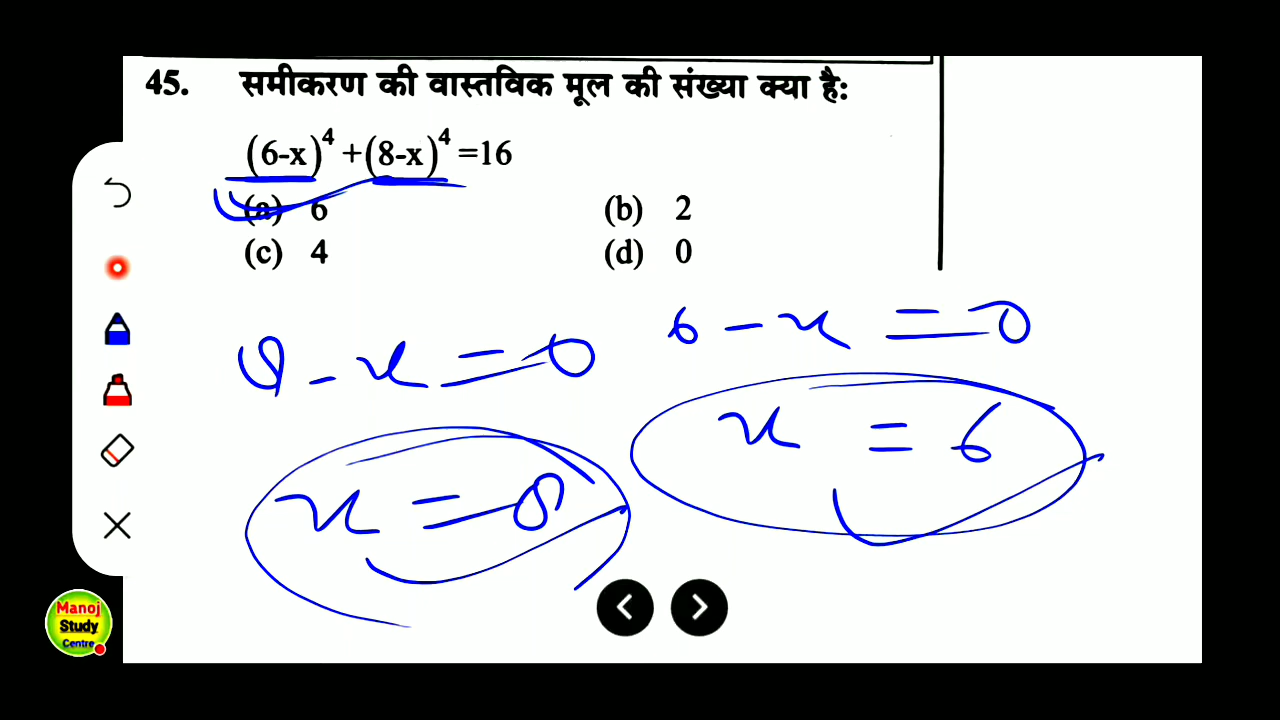 45. समीकरण की वास्तविक मूल की संख्या क्या है:
(6-x)⁴+(8-x)⁴=16
(a) 6 (b) 2
(c) 4 (d) 0
8-x=0 6-x=0
x=8 x=6
Manoj
Study
Centre